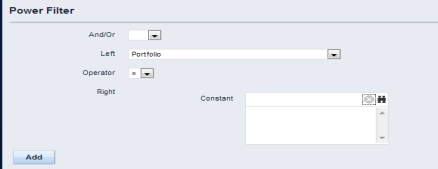 Power Filter
And/Or
Left Portfolio
Operator =
Right
Constant
Add